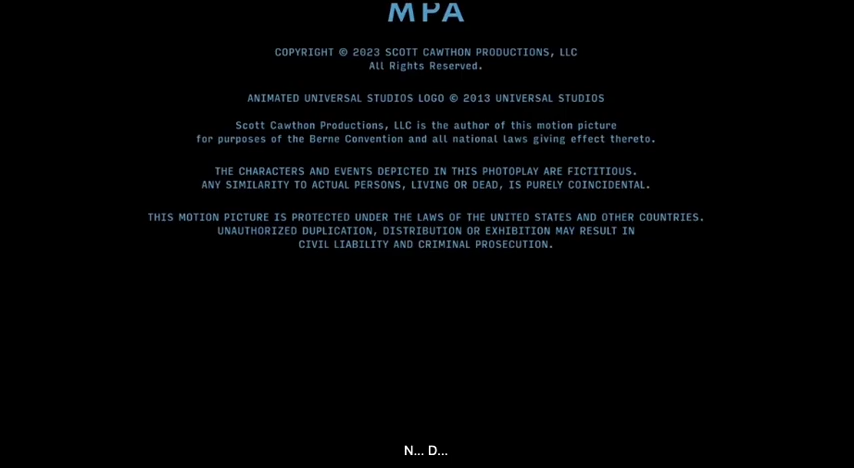 MPA
COPYRIGHT © 2023 SCOTT CAWTHON PRODUCTIONS, LLC
All Rights Reserved.
ANIMATED UNIVERSAL STUDIOS LOGO © 2013 UNIVERSAL STUDIOS
Scott Cawthon Productions, LLC is the author of this motion picture
for purposes of the Berne Convention and all national laws giving effect thereto.
THE CHARACTERS AND EVENTS DEPICTED IN THIS PHOTOPLAY ARE FICTITIOUS.
ANY SIMILARITY TO ACTUAL PERSONS, LIVING OR DEAD, IS PURELY COINCIDENTAL.
THIS MOTION PICTURE IS PROTECTED UNDER THE LAWS OF THE UNITED STATES AND OTHER COUNTRIES.
UNAUTHORIZED DUPLICATION, DISTRIBUTION OR EXHIBITION MAY RESULT IN
CIVIL LIABILITY AND CRIMINAL PROSECUTION.
N... D...